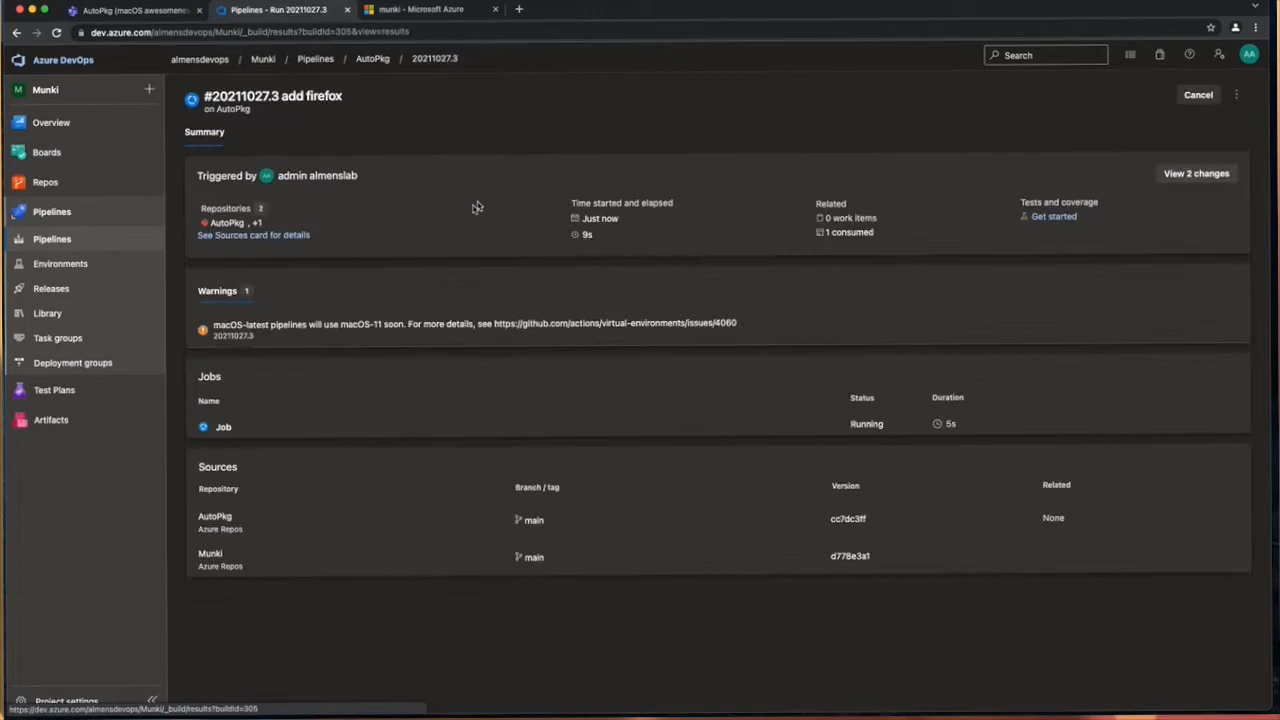 AutoPkg (macOS awesomenes
Pipelines - Run 20211027.3
munki - Microsoft Azure
dev.azure.com/almensdevops/Munki/_build/results?buildId=305&view=results
Azure DevOps
almensdevops / Munki / Pipelines / AutoPkg / 20211027.3
Search
AA
M Munki
Overview
Boards
Repos
Pipelines
Pipelines
Environments
Releases
Library
Task groups
Deployment groups
Test Plans
Artifacts
Project settings
#20211027.3 add firefox
on AutoPkg
Cancel
Summary
Triggered by AA admin almenslab
View 2 changes
Repositories 2
AutoPkg , +1
See Sources card for details
Time started and elapsed
Just now
9s
Related
0 work items
1 consumed
Tests and coverage
Get started
Warnings 1
macOS-latest pipelines will use macOS-11 soon. For more details, see https://github.com/actions/virtual-environments/issues/4060
20211027.3
Jobs
Name Status Duration
Job Running 5s
Sources
Repository Branch / tag Version Related
AutoPkg main cc7dc3ff None
Azure Repos
Munki main d778e3a1
Azure Repos
https://dev.azure.com/almensdevops/Munki/_build/results?buildId=305